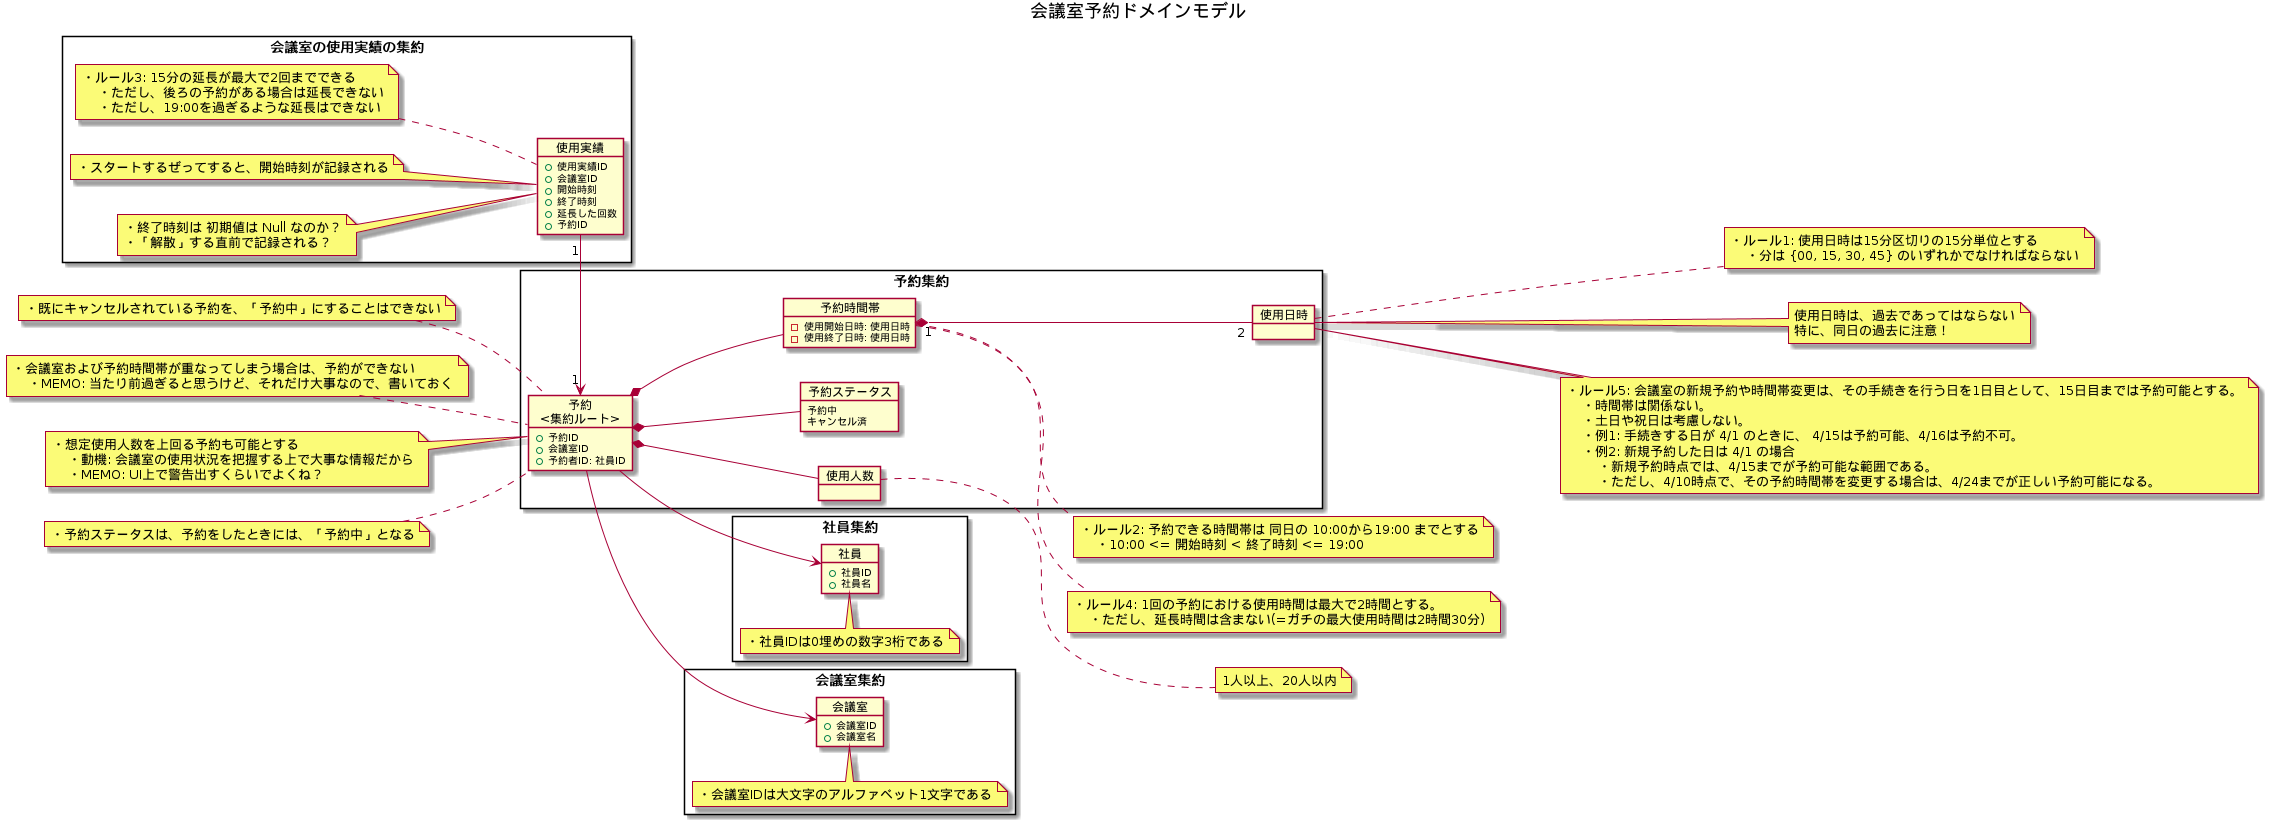 会議室予約ドメインモデル
会議室の使用実績の集約
・ルール3: 15分の延長が最大で2回までできる
・ただし、後ろの予約がある場合は延長できない
・ただし、19:00を過ぎるような延長はできない
・スタートするぜってすると、開始時刻が記録される
・終了時刻は 初期値は Null なのか？
・「解散」する直前で記録される？
使用実績
使用実績ID
会議室ID
開始時刻
終了時刻
延長した回数
予約ID
1
1
予約集約
・既にキャンセルされている予約を、「予約中」にすることはできない
・会議室および予約時間帯が重なってしまう場合は、予約ができない
・MEMO: 当たり前過ぎると思うけど、それだけ大事なので、書いておく
・想定使用人数を上回る予約も可能とする
・動機: 会議室の使用状況を把握する上で大事な情報だから
・MEMO: UI上で警告出すくらいでよくね？
・予約ステータスは、予約をしたときには、「予約中」となる
予約
<集約ルート>
予約ID
会議室ID
予約者ID: 社員ID
予約時間帯
使用開始日時: 使用日時
使用終了日時: 使用日時
1
2
使用日時
予約ステータス
予約中
キャンセル済
使用人数
・ルール1: 使用日時は15分区切りの15分単位とする
・分は {00, 15, 30, 45} のいずれかでなければならない
使用日時は、過去であってはならない
特に、同日の過去に注意！
・ルール5: 会議室の新規予約や時間帯変更は、その手続きを行う日を1日目として、15日目までは予約可能とする。
・時間帯は関係ない。
・土日や祝日は考慮しない。
・例1: 手続きする日が 4/1 のときに、 4/15は予約可能、4/16は予約不可。
・例2: 新規予約した日は 4/1 の場合
・新規予約時点では、4/15までが予約可能な範囲である。
・ただし、4/10時点で、その予約時間帯を変更する場合は、4/24までが正しい予約可能になる。
・ルール2: 予約できる時間帯は 同日の 10:00から19:00 までとする
・10:00 <= 開始時刻 < 終了時刻 <= 19:00
・ルール4: 1回の予約における使用時間は最大で2時間とする。
・ただし、延長時間は含まない(=ガチの最大使用時間は2時間30分)
1人以上、20人以内
社員集約
社員
社員ID
社員名
・社員IDは0埋めの数字3桁である
会議室集約
会議室
会議室ID
会議室名
・会議室IDは大文字のアルファベット1文字である